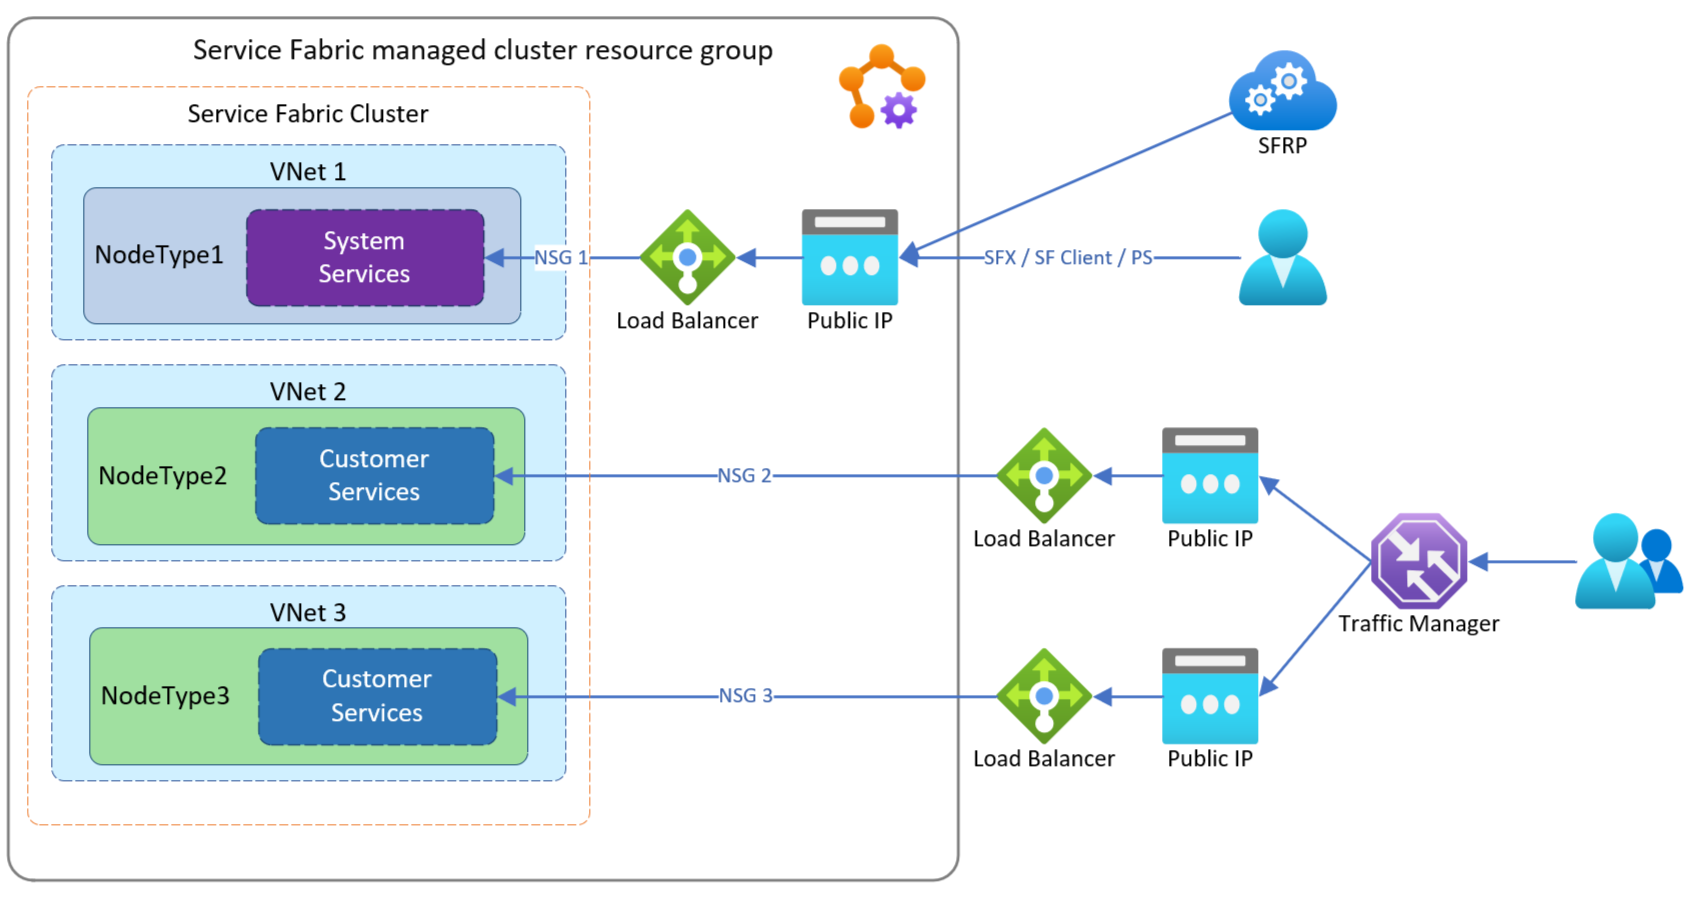 Service Fabric managed cluster resource group
Service Fabric Cluster
VNet 1
NodeType1
System
Services
NSG 1
Load Balancer
Public IP
SFX / SF Client / PS
SFRP
VNet 2
NodeType2
Customer
Services
NSG 2
Load Balancer
Public IP
Traffic Manager
VNet 3
NodeType3
Customer
Services
NSG 3
Load Balancer
Public IP